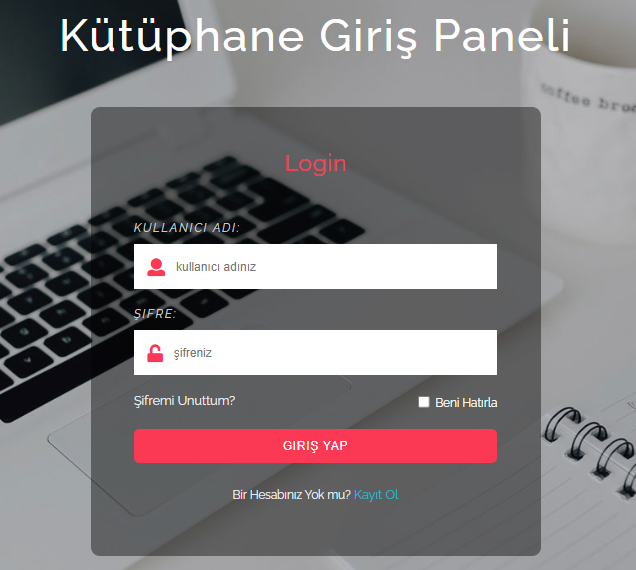 Kütüphane Giriş Paneli
coffee
Login
KULLANICI ADI:
kullanıcı adınız
ŞIFRE:
şifreniz
Şifremi Unuttum?
Beni Hatırla
GIRIŞ YAP
Bir Hesabınız Yok mu? Kayıt Ol